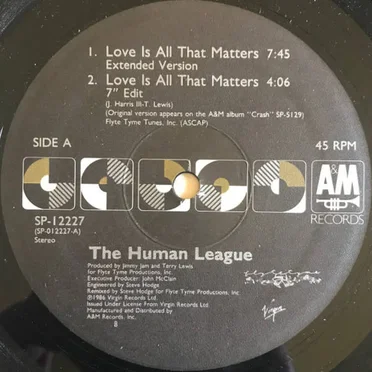 1. Love Is All That Matters 7:45
Extended Version
2. Love Is All That Matters 4:06
7" Edit
(J. Harris III-T. Lewis)
(Original version appears on the A&M album "Crash" SP-5129)
Flyte Tyme Tunes, Inc. (ASCAP)
SIDE A
45 RPM
A&M
RECORDS
SP-12227
(SP-012227-A)
Stereo
The Human League
Produced by Jimmy Jam and Terry Lewis
for Flyte Tyme Productions, Inc.
Executive Producer: John McClain
Engineered by Steve Hodge
Remixed by Steve Hodge for Flyte Tyme Productions, Inc.
℗1986 Virgin Records Ltd.
Issued Under License From Virgin Records Ltd.
Manufactured and Distributed by
A&M Records, Inc.
8
Virgin